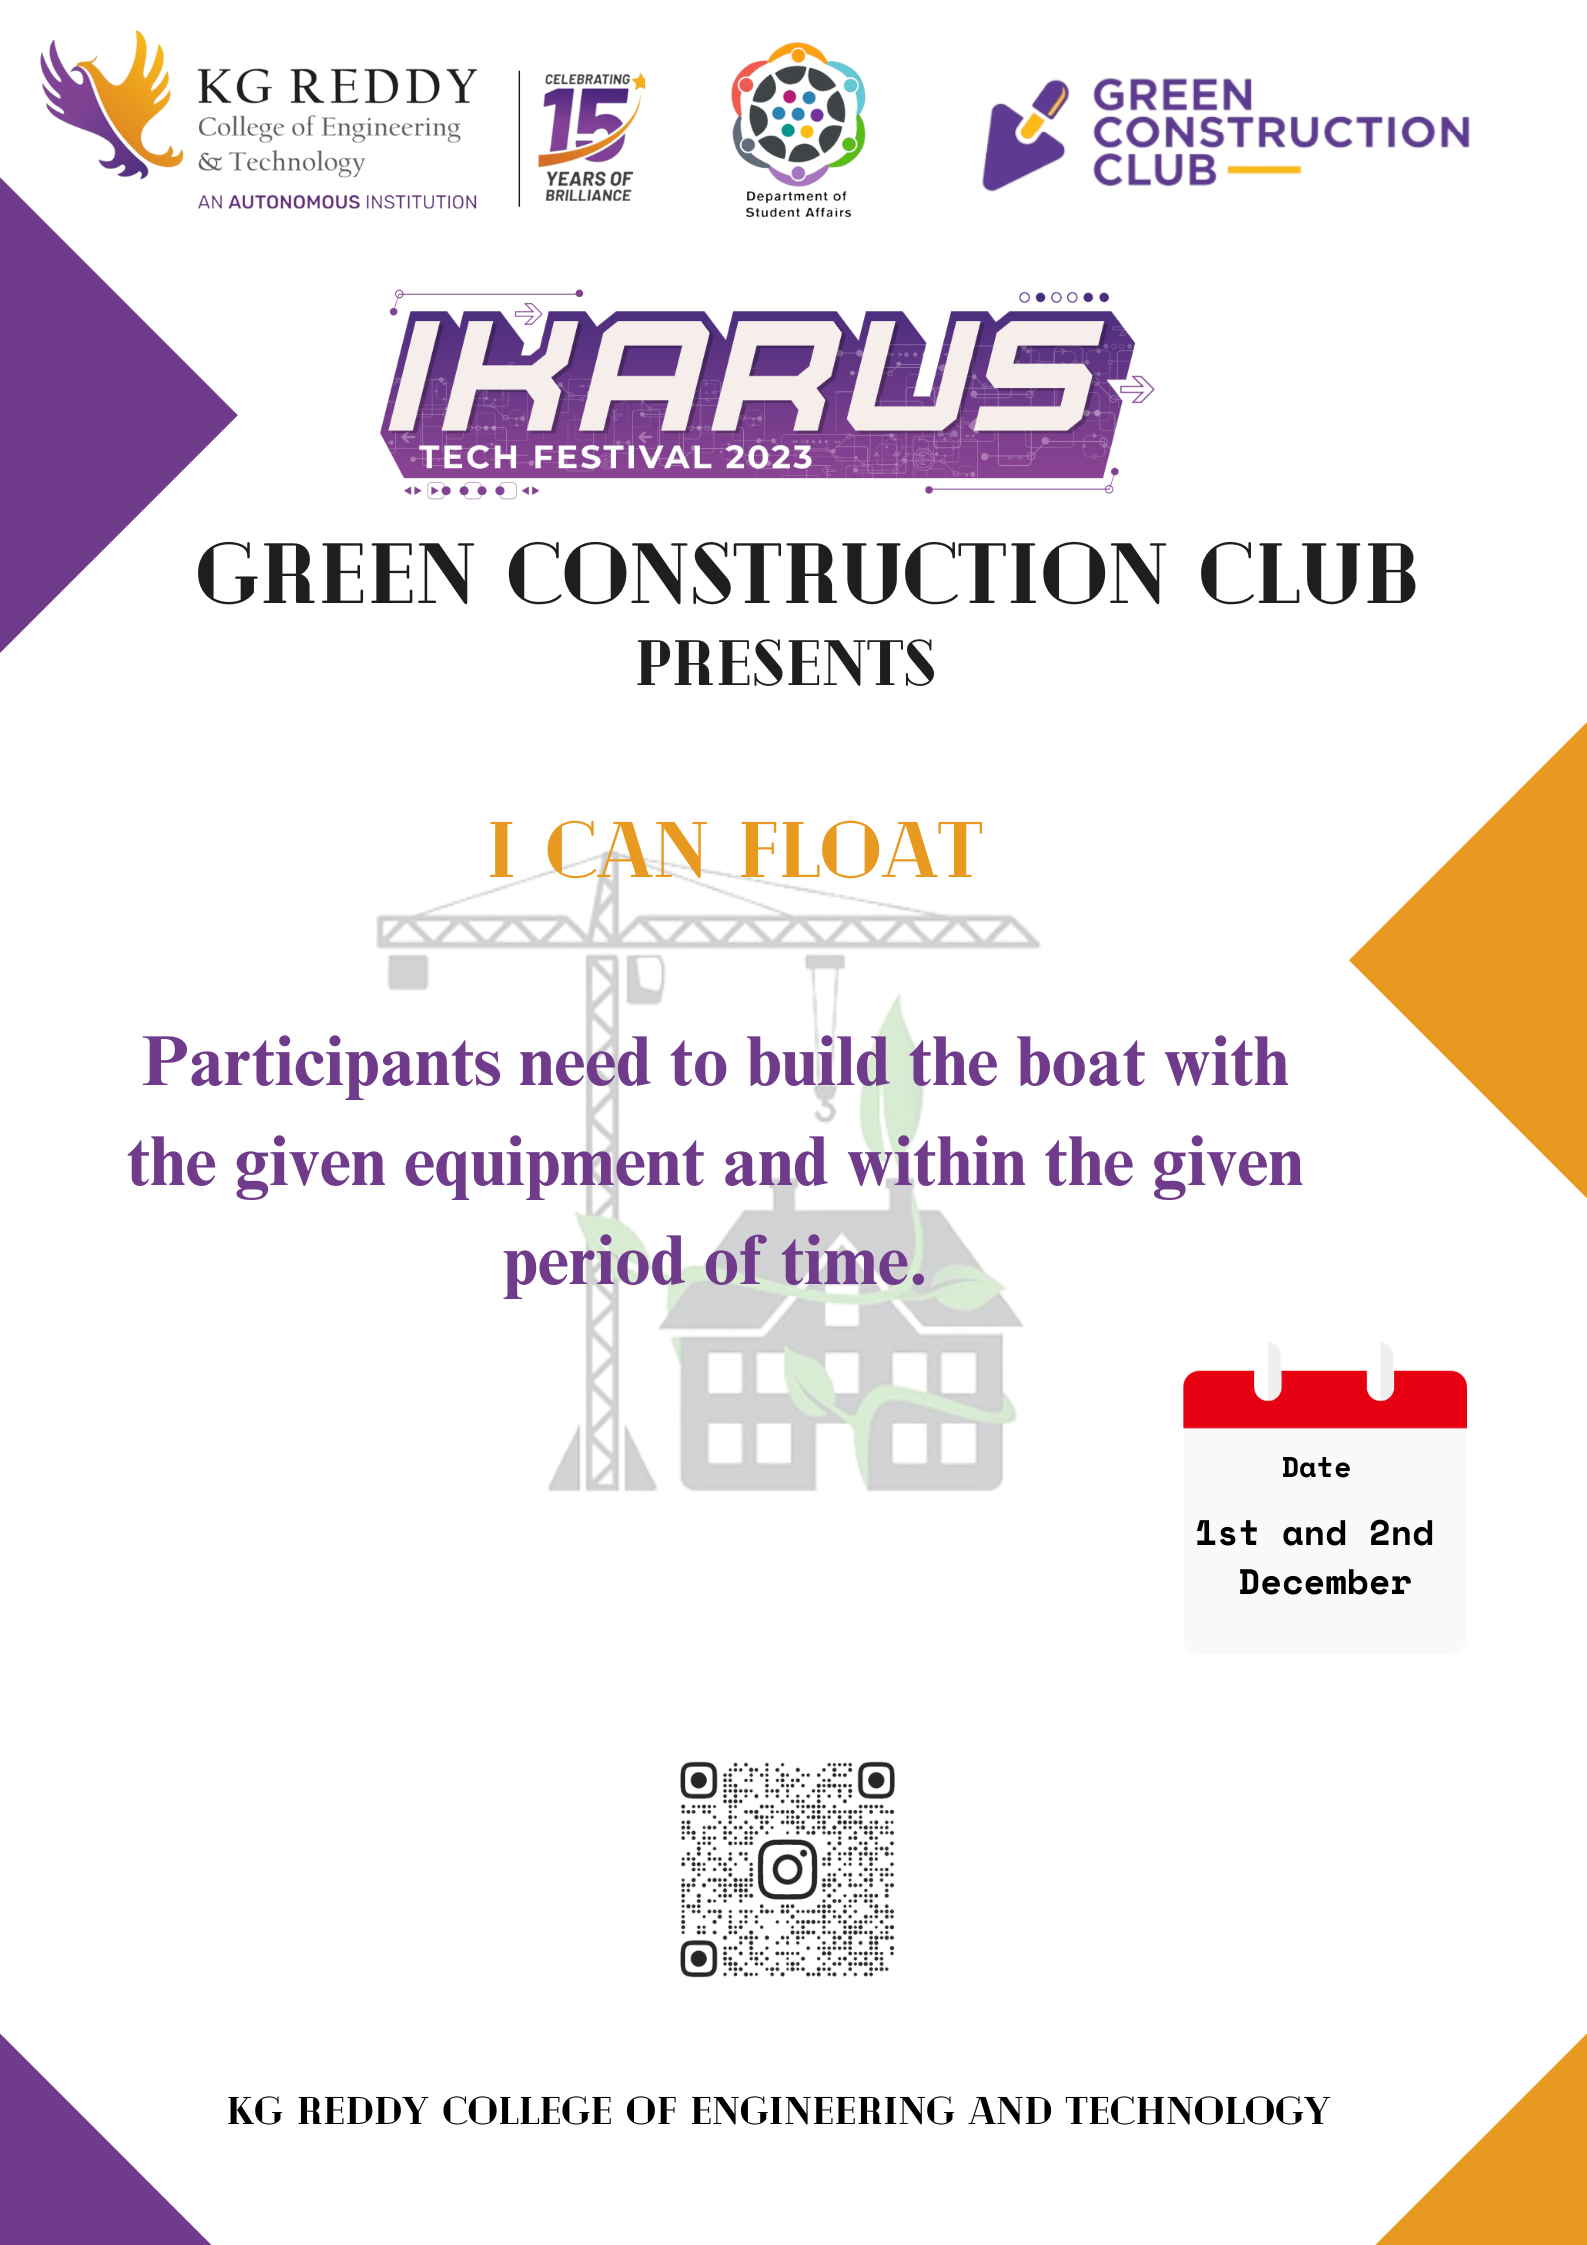 KG REDDY
College of Engineering
& Technology
AN AUTONOMOUS INSTITUTION
CELEBRATING
15
YEARS OF
BRILLIANCE
Department of
Student Affairs
GREEN
CONSTRUCTION
CLUB
IKARUS
TECH FESTIVAL 2023
GREEN CONSTRUCTION CLUB
PRESENTS
I CAN FLOAT
Participants need to build the boat with
the given equipment and within the given
period of time.
Date
1st and 2nd
December
KG REDDY COLLEGE OF ENGINEERING AND TECHNOLOGY